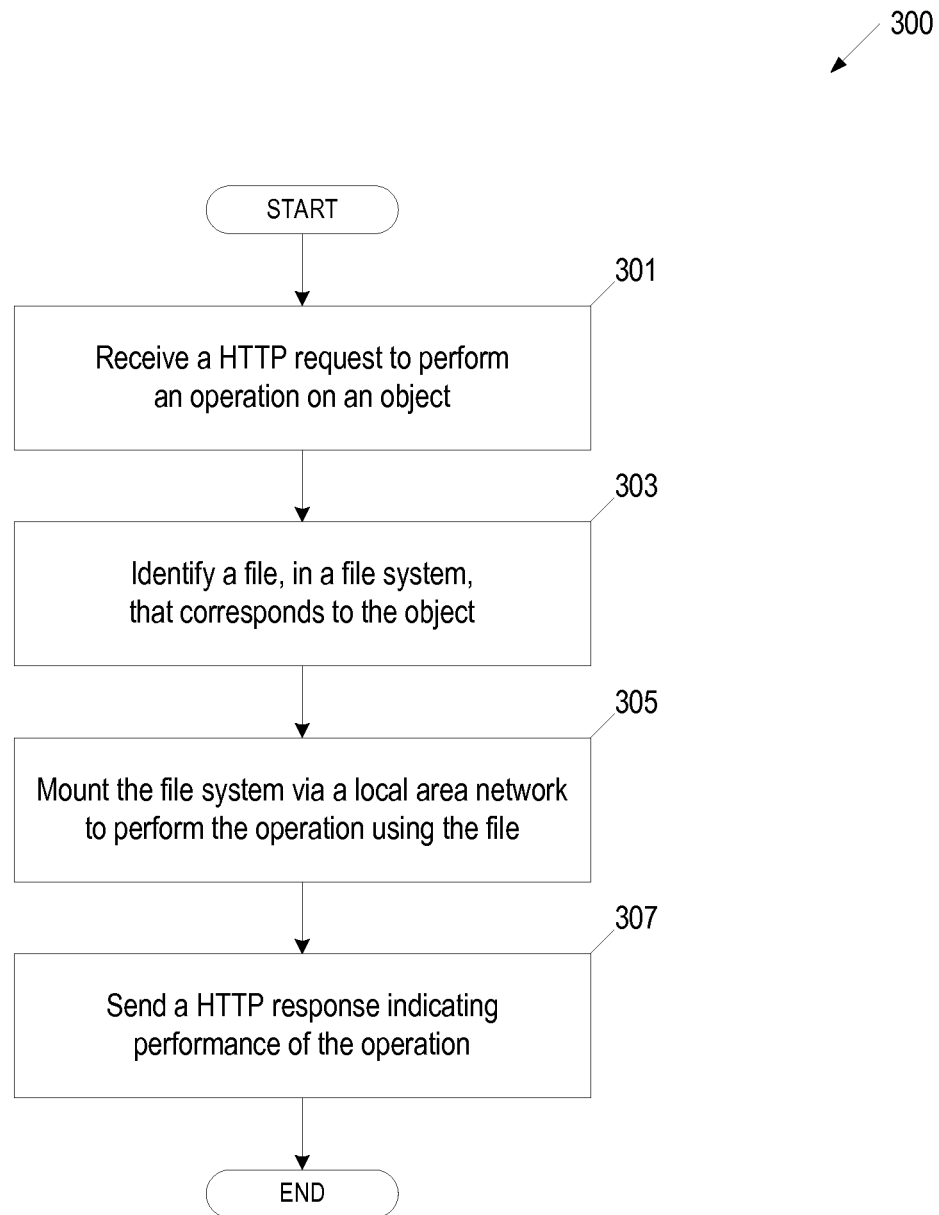 300
START
301
Receive a HTTP request to perform
an operation on an object
303
Identify a file, in a file system,
that corresponds to the object
305
Mount the file system via a local area network
to perform the operation using the file
307
Send a HTTP response indicating
performance of the operation
END